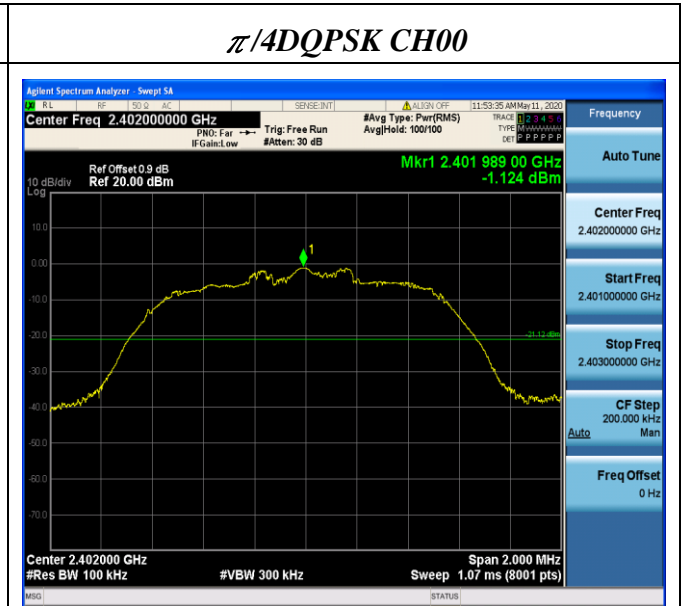 π/4DQPSK CH00
Agilent Spectrum Analyzer - Swept SA
RL RF 50 Ω AC SENSE:INT ALIGN OFF 11:53:35 AM May 11, 2020
Center Freq 2.402000000 GHz #Avg Type: Pwr(RMS) TRACE 1 2 3 4 5 6
PNO: Far Trig: Free Run Avg|Hold: 100/100 TYPE M
IFGain:Low #Atten: 30 dB DET P P P P P P
Frequency
Auto Tune
Center Freq
2.402000000 GHz
Start Freq
2.401000000 GHz
Stop Freq
2.403000000 GHz
CF Step
200.000 kHz
Auto Man
Freq Offset
0 Hz
Ref Offset 0.9 dB
10 dB/div Ref 20.00 dBm
Log
Mkr1 2.401 989 00 GHz
-1.124 dBm
1
10.0
0.00
-10.0
-20.0
-21.12 dBm
-30.0
-40.0
-50.0
-60.0
-70.0
Center 2.402000 GHz Span 2.000 MHz
#Res BW 100 kHz #VBW 300 kHz Sweep 1.07 ms (8001 pts)
MSG STATUS